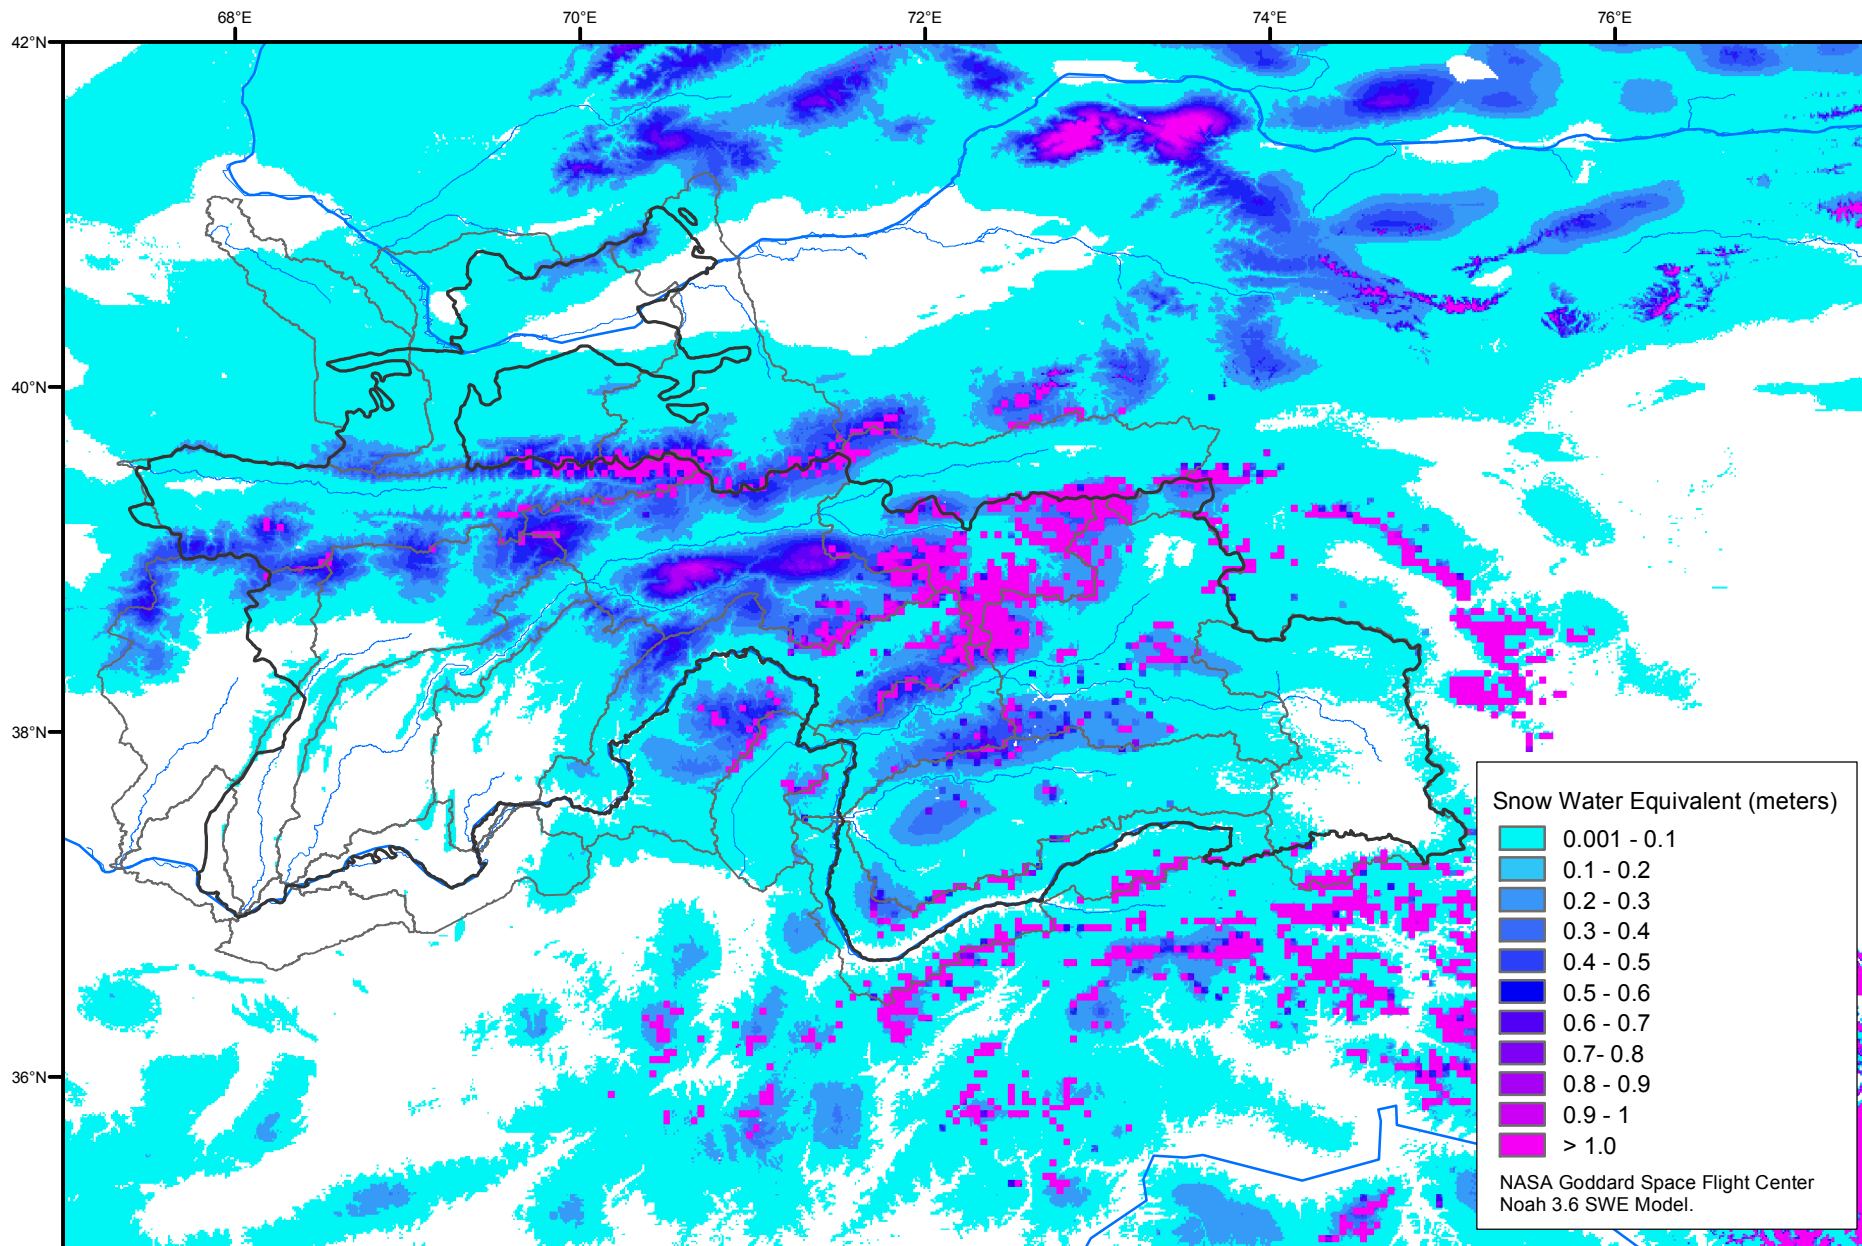 68°E
70°E
72°E
74°E
76°E
42°N
40°N
38°N
36°N
Snow Water Equivalent (meters)
0.001 - 0.1
0.1 - 0.2
0.2 - 0.3
0.3 - 0.4
0.4 - 0.5
0.5 - 0.6
0.6 - 0.7
0.7- 0.8
0.8 - 0.9
0.9 - 1
> 1.0
NASA Goddard Space Flight Center
Noah 3.6 SWE Model.